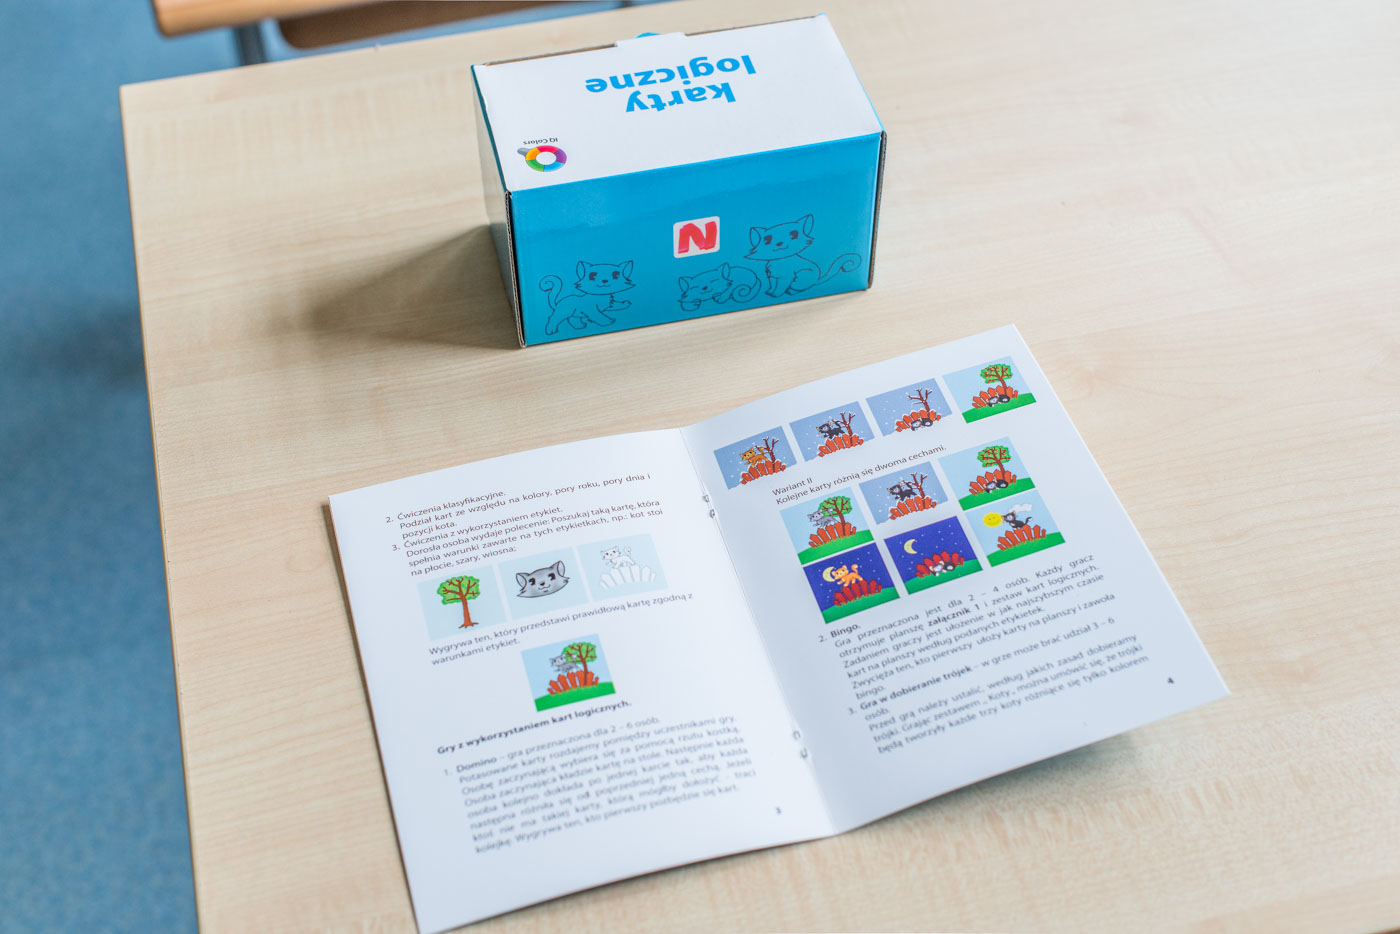 karty
logiczne
IQ Colors
N
2. Ćwiczenia klasyfikacyjne.
Podział kart ze względu na kolory, pory roku, pory dnia i
pozycji kota.
3. Ćwiczenia z wykorzystaniem etykiet.
Dorosła osoba wydaje polecenie: Poszukaj taką kartę, która
spełnia warunki zawarte na tych etykietkach, np.: kot stoi
na płocie, szary, wiosna;
Wygrywa ten, który przedstawi prawidłową kartę zgodną z
warunkami etykiet.
Gry z wykorzystaniem kart logicznych.
1. Domino – gra przeznaczona dla 2 – 6 osób.
Potasowane karty rozdajemy pomiędzy uczestnikami gry.
Osobę zaczynającą wybiera się za pomocą rzutu kostką.
Osoba zaczynająca kładzie kartę na stole. Następnie każda
osoba kolejno dokłada po jednej karcie tak, aby każda
następna różniła się od poprzedniej jedną cechą. Jeżeli
ktoś nie ma takiej karty, którą mógłby dołożyć - traci
kolejkę. Wygrywa ten, kto pierwszy pozbędzie się kart.
3
Wariant II
Kolejne karty różnią się dwoma cechami.
2. Bingo.
Gra przeznaczona jest dla 2 – 4 osób. Każdy gracz
otrzymuje planszę załącznik 1 i zestaw kart logicznych.
Zadaniem graczy jest ułożenie w jak najszybszym czasie
kart na planszy według podanych etykietek.
Zwycięża ten, kto pierwszy ułoży karty na planszy i zawoła
bingo.
3. Gra w dobieranie trójek – w grze może brać udział 3 – 6
osób.
Przed grą należy ustalić, według jakich zasad dobieramy
trójki. Grając zestawem „Koty„ można umówić się, że trójki
będą tworzyły każde trzy koty różniące się tylko kolorem
4